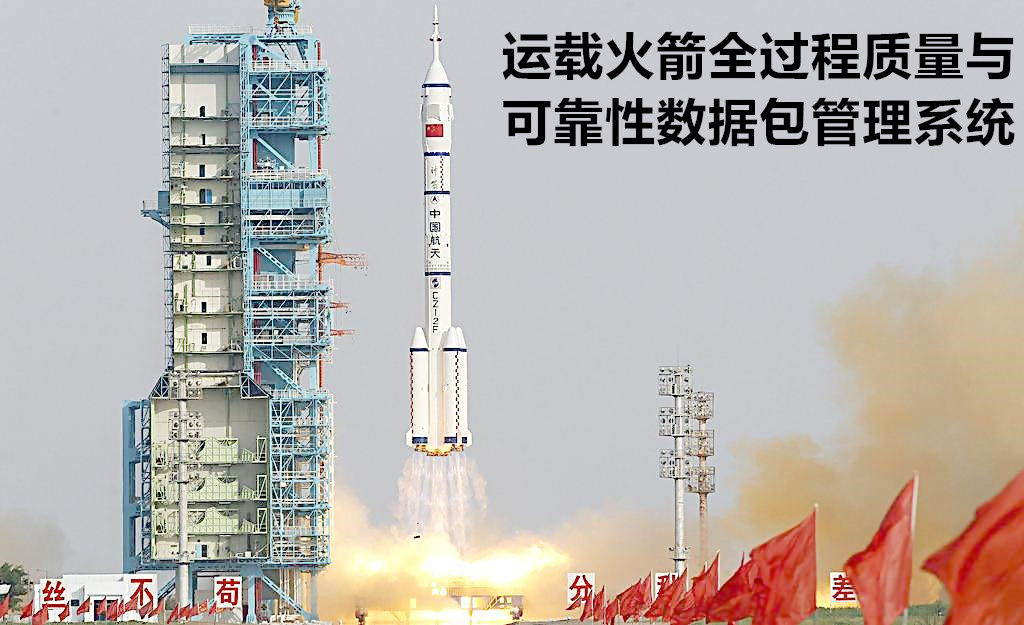 运载火箭全过程质量与
可靠性数据包管理系统
中国航天
CZ-2F
丝不苟
分
差